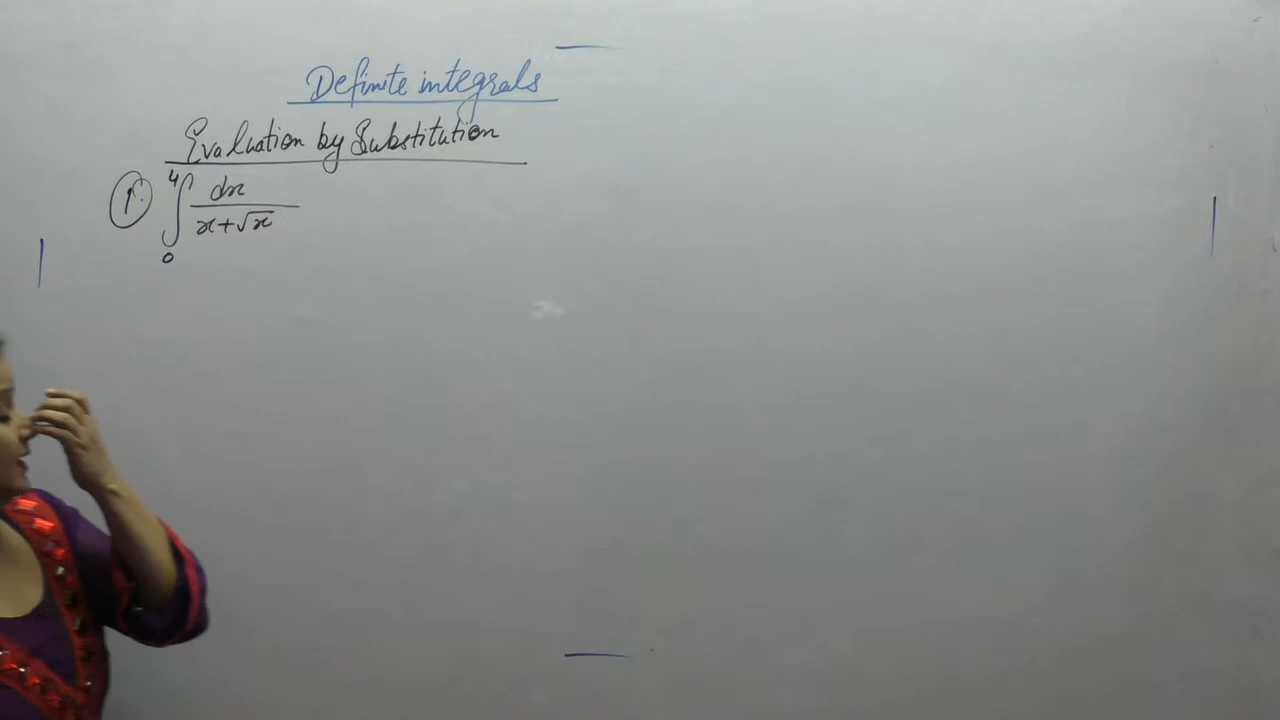 Definite integrals
Evaluation by Substitution
1. ∫₀⁴ dx / (x+√x)